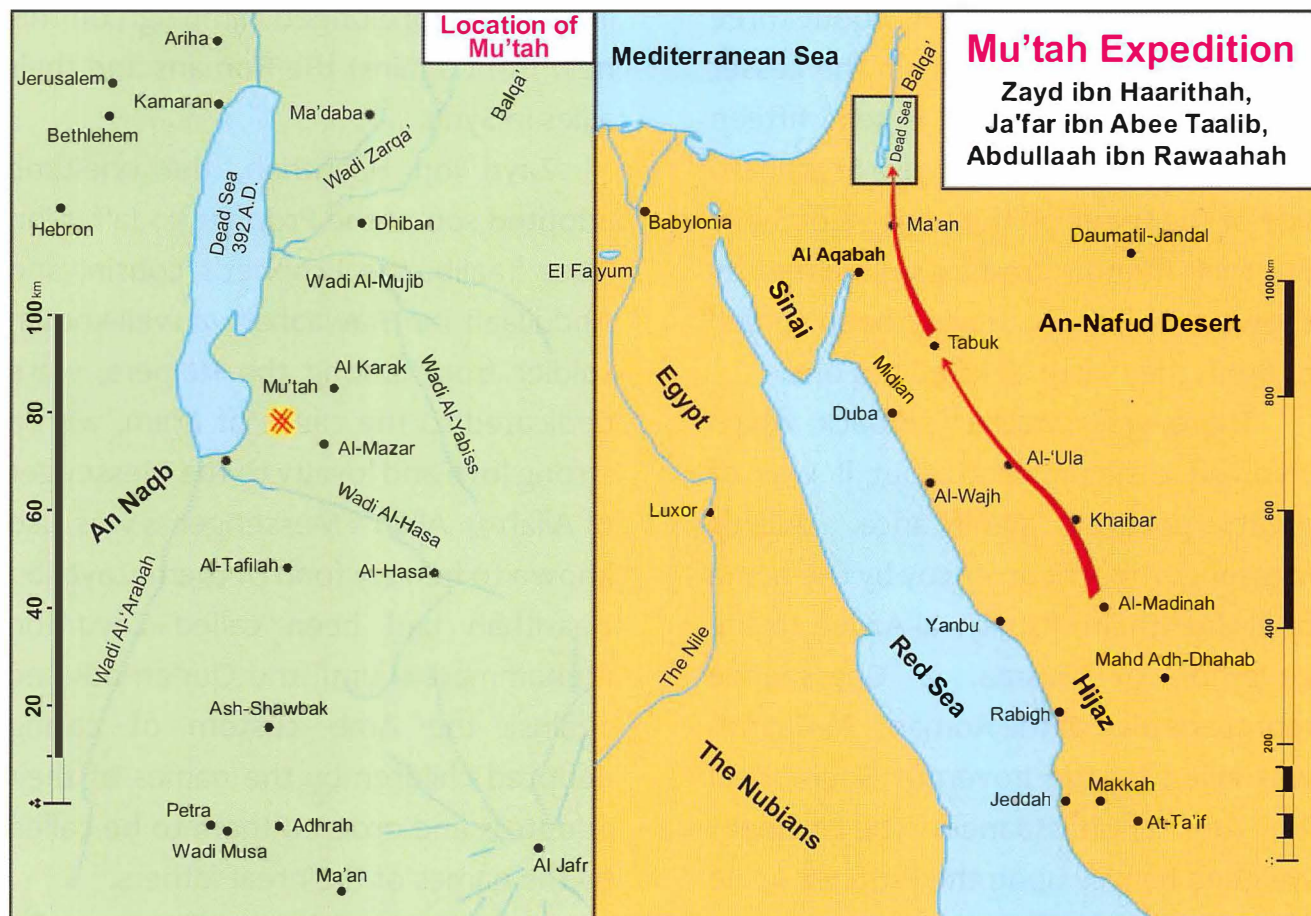 Location of
Mu'tah
Ariha
Jerusalem
Kamaran
Bethlehem
Ma'daba
Balqa'
Wadi Zarqa'
Dead Sea
392 A.D.
Hebron
Dhiban
Wadi Al-Mujib
100 km
80
60
40
20
0
Al Karak
Mu'tah
Al-Mazar
Wadi Al-Yabiss
An Naqb
Wadi Al-Hasa
Al-Tafilah
Al-Hasa
Wadi Al-'Arabah
Ash-Shawbak
Petra
Wadi Musa
Adhrah
Al Jafr
Ma'an
Mu'tah Expedition
Zayd ibn Haarithah,
Ja'far ibn Abee Taalib,
Abdullaah ibn Rawaahah
Mediterranean Sea
Balqa'
Dead Sea
Babylonia
Ma'an
Daumatil-Jandal
El Faiyum
Al Aqabah
Sinai
An-Nafud Desert
Tabuk
Egypt
Midian
Duba
Al-'Ula
Al-Wajh
Luxor
Khaibar
Al-Madinah
Yanbu
The Nile
Red Sea
Mahd Adh-Dhahab
Hijaz
Rabigh
The Nubians
Jeddah
Makkah
At-Ta'if
1000 km
800
600
400
200